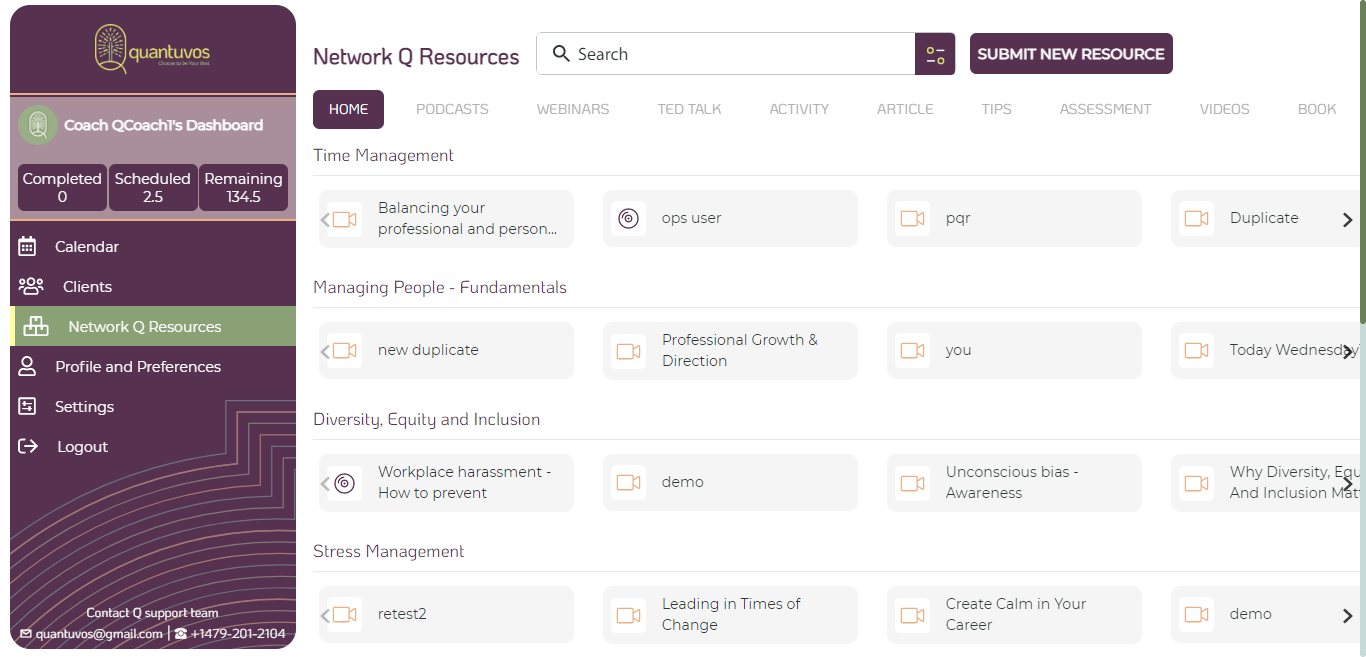 quantuvos
Choose to be Your Best
Coach QCoach1's Dashboard
Completed
0
Scheduled
2.5
Remaining
134.5
Calendar
Clients
Network Q Resources
Profile and Preferences
Settings
Logout
Contact Q support team
quantuvos@gmail.com | +1479-201-2104
Network Q Resources
Search
SUBMIT NEW RESOURCE
HOME PODCASTS WEBINARS TED TALK ACTIVITY ARTICLE TIPS ASSESSMENT VIDEOS BOOK
Time Management
Balancing your
professional and person...
ops user
pqr
Duplicate
Managing People - Fundamentals
new duplicate
Professional Growth &
Direction
you
Today Wednesday
Diversity, Equity and Inclusion
Workplace harassment -
How to prevent
demo
Unconscious bias -
Awareness
Why Diversity, Equ
And Inclusion Mat
Stress Management
retest2
Leading in Times of
Change
Create Calm in Your
Career
demo